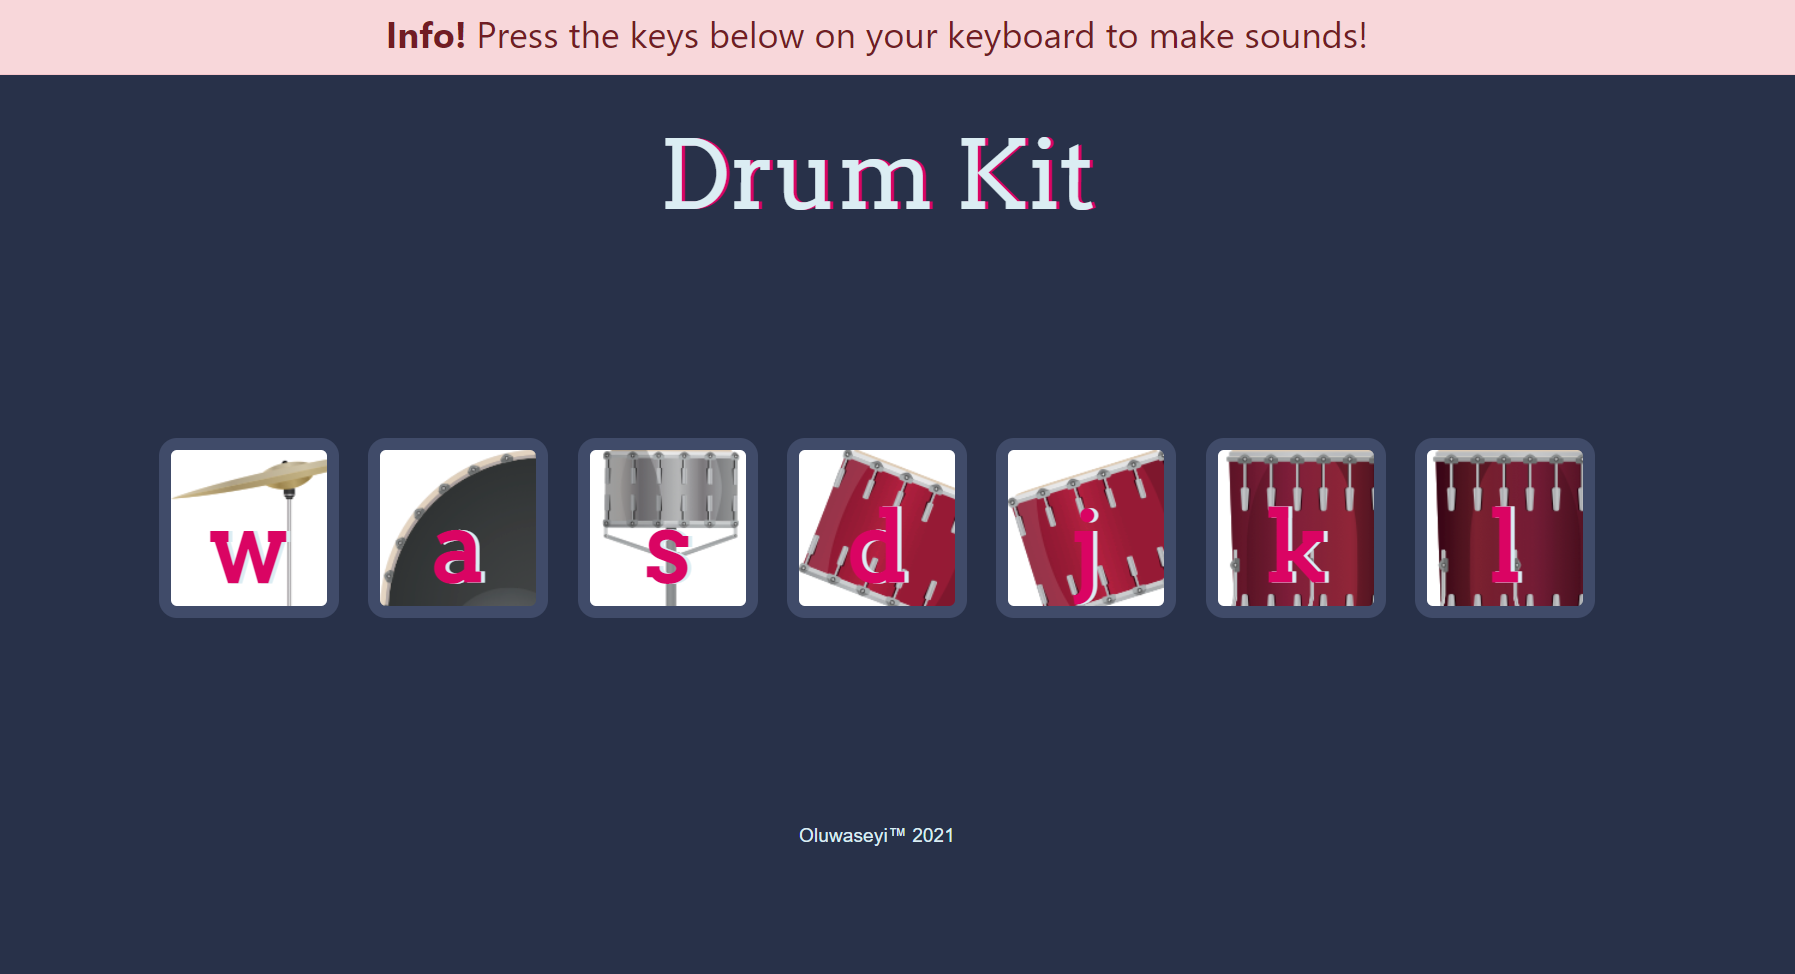 Info! Press the keys below on your keyboard to make sounds!
Drum Kit
w a s d j k l
Oluwaseyi™ 2021